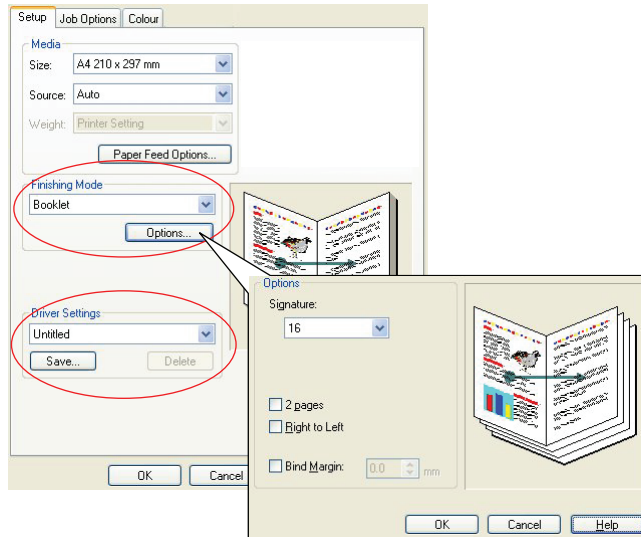 Setup Job Options Colour
Media
Size: A4 210 x 297 mm
Source: Auto
Weight: Printer Setting
Paper Feed Options...
Finishing Mode
Booklet
Options...
Driver Settings
Untitled
Save... Delete
OK Cancel
Options
Signature:
16
2 pages
Right to Left
Bind Margin: 0.0 mm
OK Cancel Help